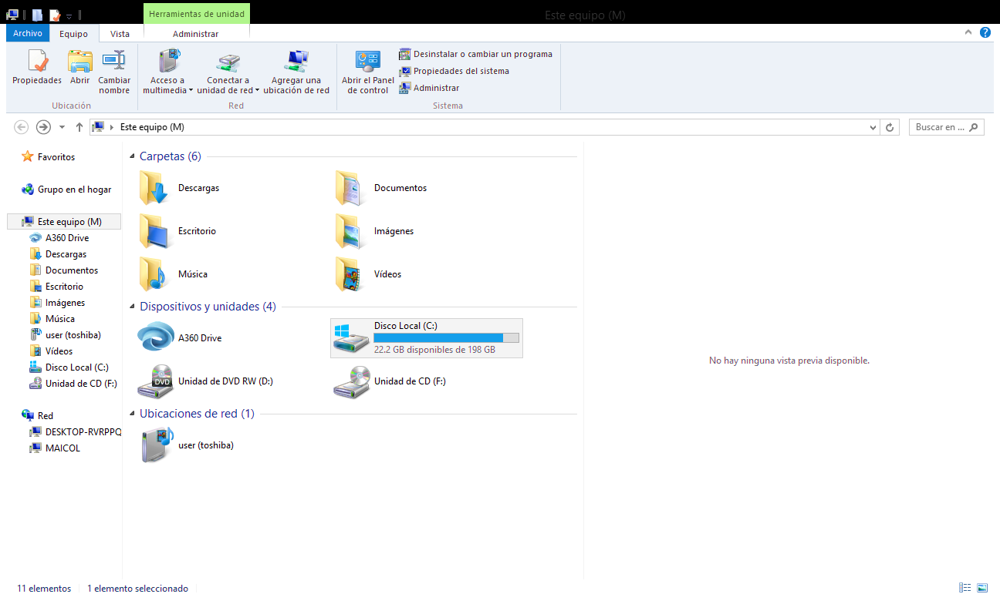 Herramientas de unidad
Este equipo (M)
Archivo
Equipo
Vista
Administrar
Propiedades
Abrir
Cambiar
nombre
Ubicación
Acceso a
multimedia
Conectar a
unidad de red
Agregar una
ubicación de red
Red
Abrir el Panel
de control
Desinstalar o cambiar un programa
Propiedades del sistema
Administrar
Sistema
Este equipo (M)
Buscar en ...
Favoritos
Grupo en el hogar
Este equipo (M)
A360 Drive
Descargas
Documentos
Escritorio
Imágenes
Música
user (toshiba)
Vídeos
Disco Local (C:)
Unidad de CD (F:)
Red
DESKTOP-RVRPPQ
MAICOL
Carpetas (6)
Descargas
Documentos
Escritorio
Imágenes
Música
Vídeos
Dispositivos y unidades (4)
A360 Drive
Disco Local (C:)
22.2 GB disponibles de 198 GB
DVD
Unidad de DVD RW (D:)
Unidad de CD (F:)
Ubicaciones de red (1)
user (toshiba)
No hay ninguna vista previa disponible.
11 elementos
1 elemento seleccionado